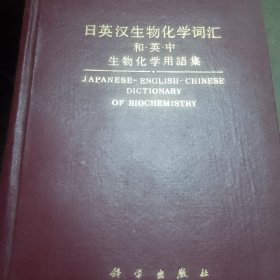 日英汉生物化学词汇
和·英·中
生物化学用語集
JAPANESE-ENGLISH-CHINESE
DICTIONARY
OF BIOCHEMISTRY
科学出版社